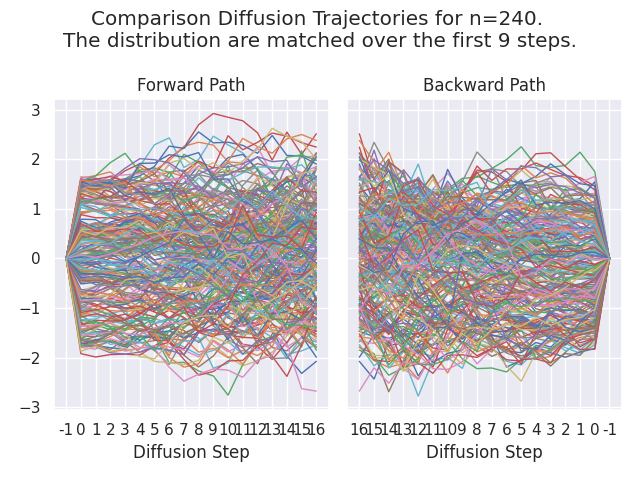 Comparison Diffusion Trajectories for n=240.
The distribution are matched over the first 9 steps.
Forward Path
Backward Path
3
2
1
0
−1
−2
−3
-1 0 1 2 3 4 5 6 7 8 9 10 11 12 13 14 15 16
16 15 14 13 12 11 10 9 8 7 6 5 4 3 2 1 0 -1
Diffusion Step
Diffusion Step